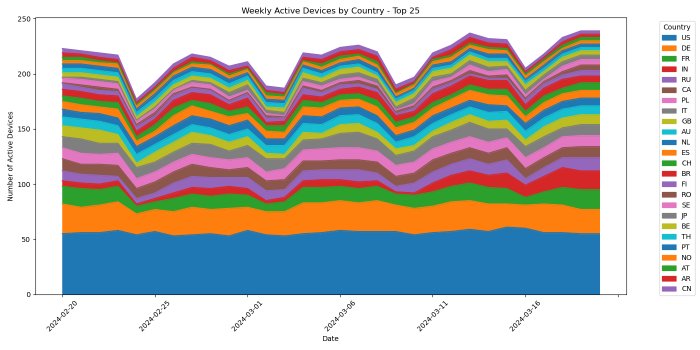 Weekly Active Devices by Country - Top 25
250
200
150
100
50
0
Number of Active Devices
2024-02-20
2024-02-25
2024-03-01
2024-03-06
2024-03-11
2024-03-16
Date
Country
US
DE
FR
IN
RU
CA
PL
IT
GB
AU
NL
ES
CH
BR
FI
RO
SE
JP
BE
TH
PT
NO
AT
AR
CN